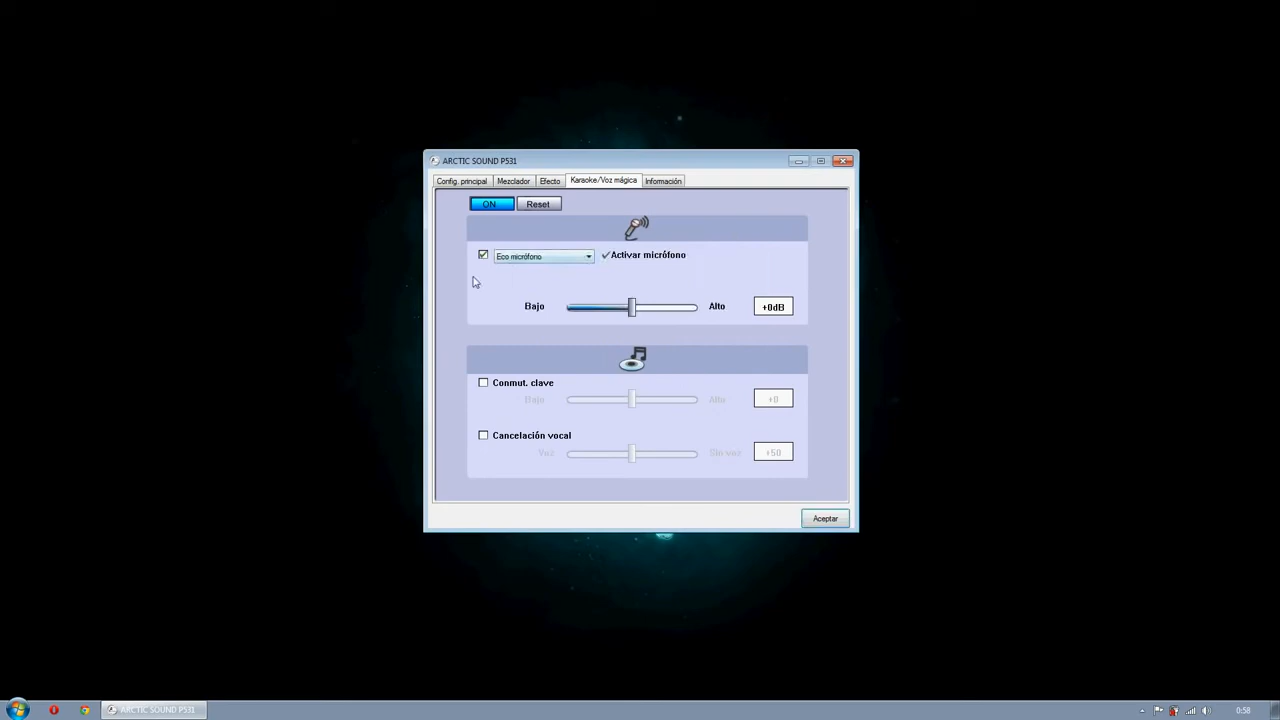 ARCTIC SOUND P531
Config. principal Mezclador Efecto Karaoke/Voz mágica Información
ON Reset
Eco micrófono Activar micrófono
Bajo Alto +0dB
Conmut. clave
Bajo Alto +0
Cancelación vocal
Voz Sin voz +50
Aceptar
ARCTIC SOUND P531 0:58